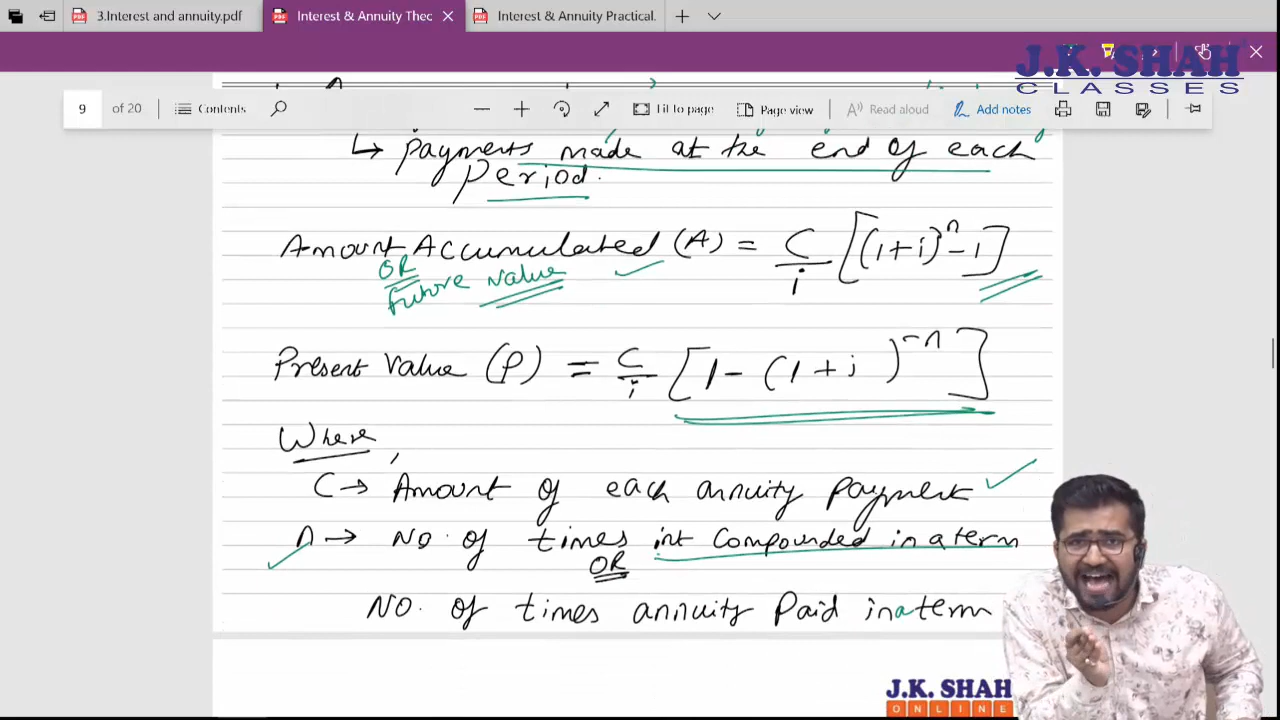 3.Interest and annuity.pdf
Interest & Annuity Thec
Interest & Annuity Practical.
J.K. SHAH
CLASSES
9 of 20
Contents
Fit to page
Page view
Read aloud
Add notes
↳ payments made at the end of each
period.
Amount Accumulated (A) = C/i [(1+i)^n - 1]
OR
future value
Present Value (P) = C/i [1 - (1+i)^-n]
Where,
C → Amount of each annuity payment
n → No. of times int compounded in a term
OR
No. of times annuity Paid in a term
J.K. SHAH
ONLINE